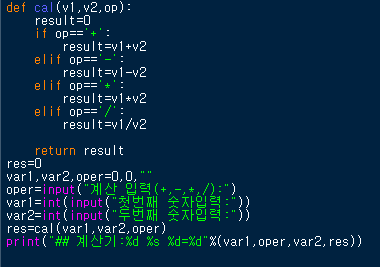 def cal(v1,v2,op):
    result=0
    if op=='+':
        result=v1+v2
    elif op=='-':
        result=v1-v2
    elif op=='*':
        result=v1*v2
    elif op=='/':
        result=v1/v2

    return result
res=0
var1,var2,oper=0,0,""
oper=input("계산 입력(+,-,*,/):")
var1=int(input("첫번째 숫자입력:"))
var2=int(input("두번째 숫자입력:"))
res=cal(var1,var2,oper)
print("## 계산기:%d %s %d=%d"%(var1,oper,var2,res))